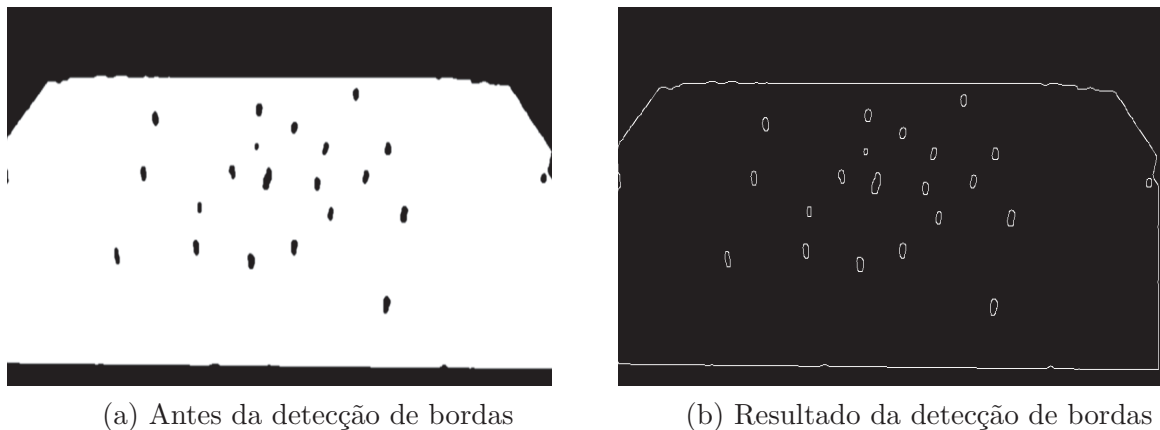 (a) Antes da detecção de bordas
(b) Resultado da detecção de bordas